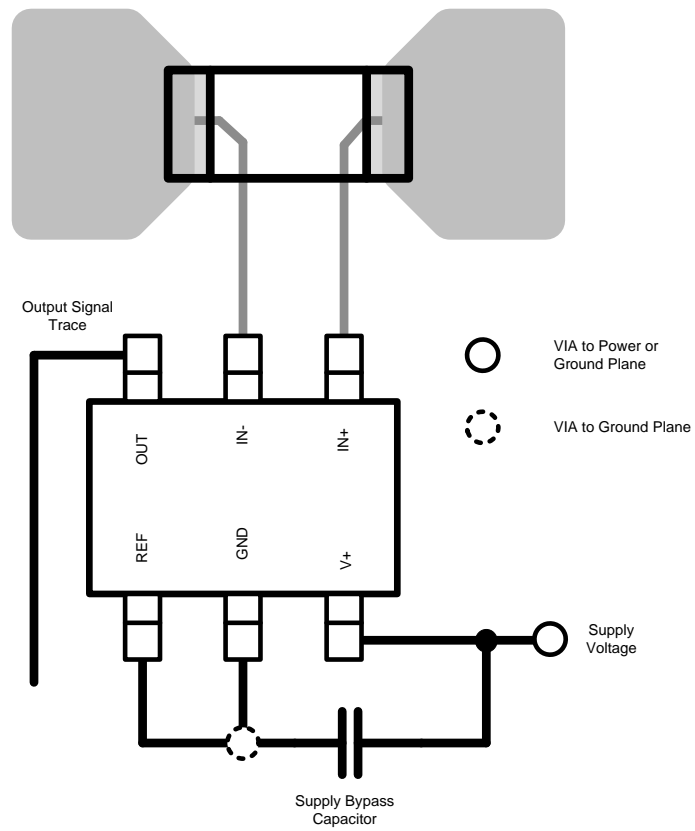 Output Signal
Trace
VIA to Power or
Ground Plane
VIA to Ground Plane
OUT
IN-
IN+
REF
GND
V+
Supply
Voltage
Supply Bypass
Capacitor